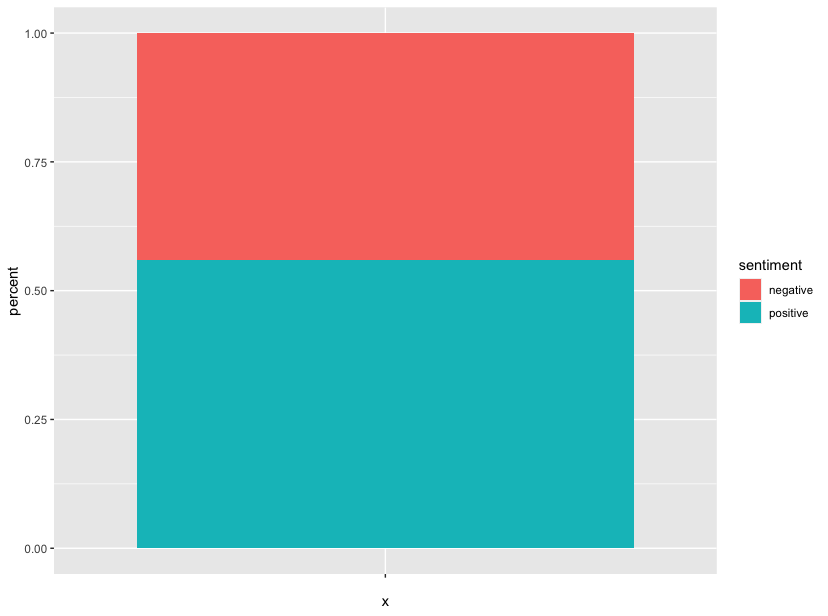 1.00
0.75
0.50
0.25
0.00
percent
x
sentiment
negative
positive